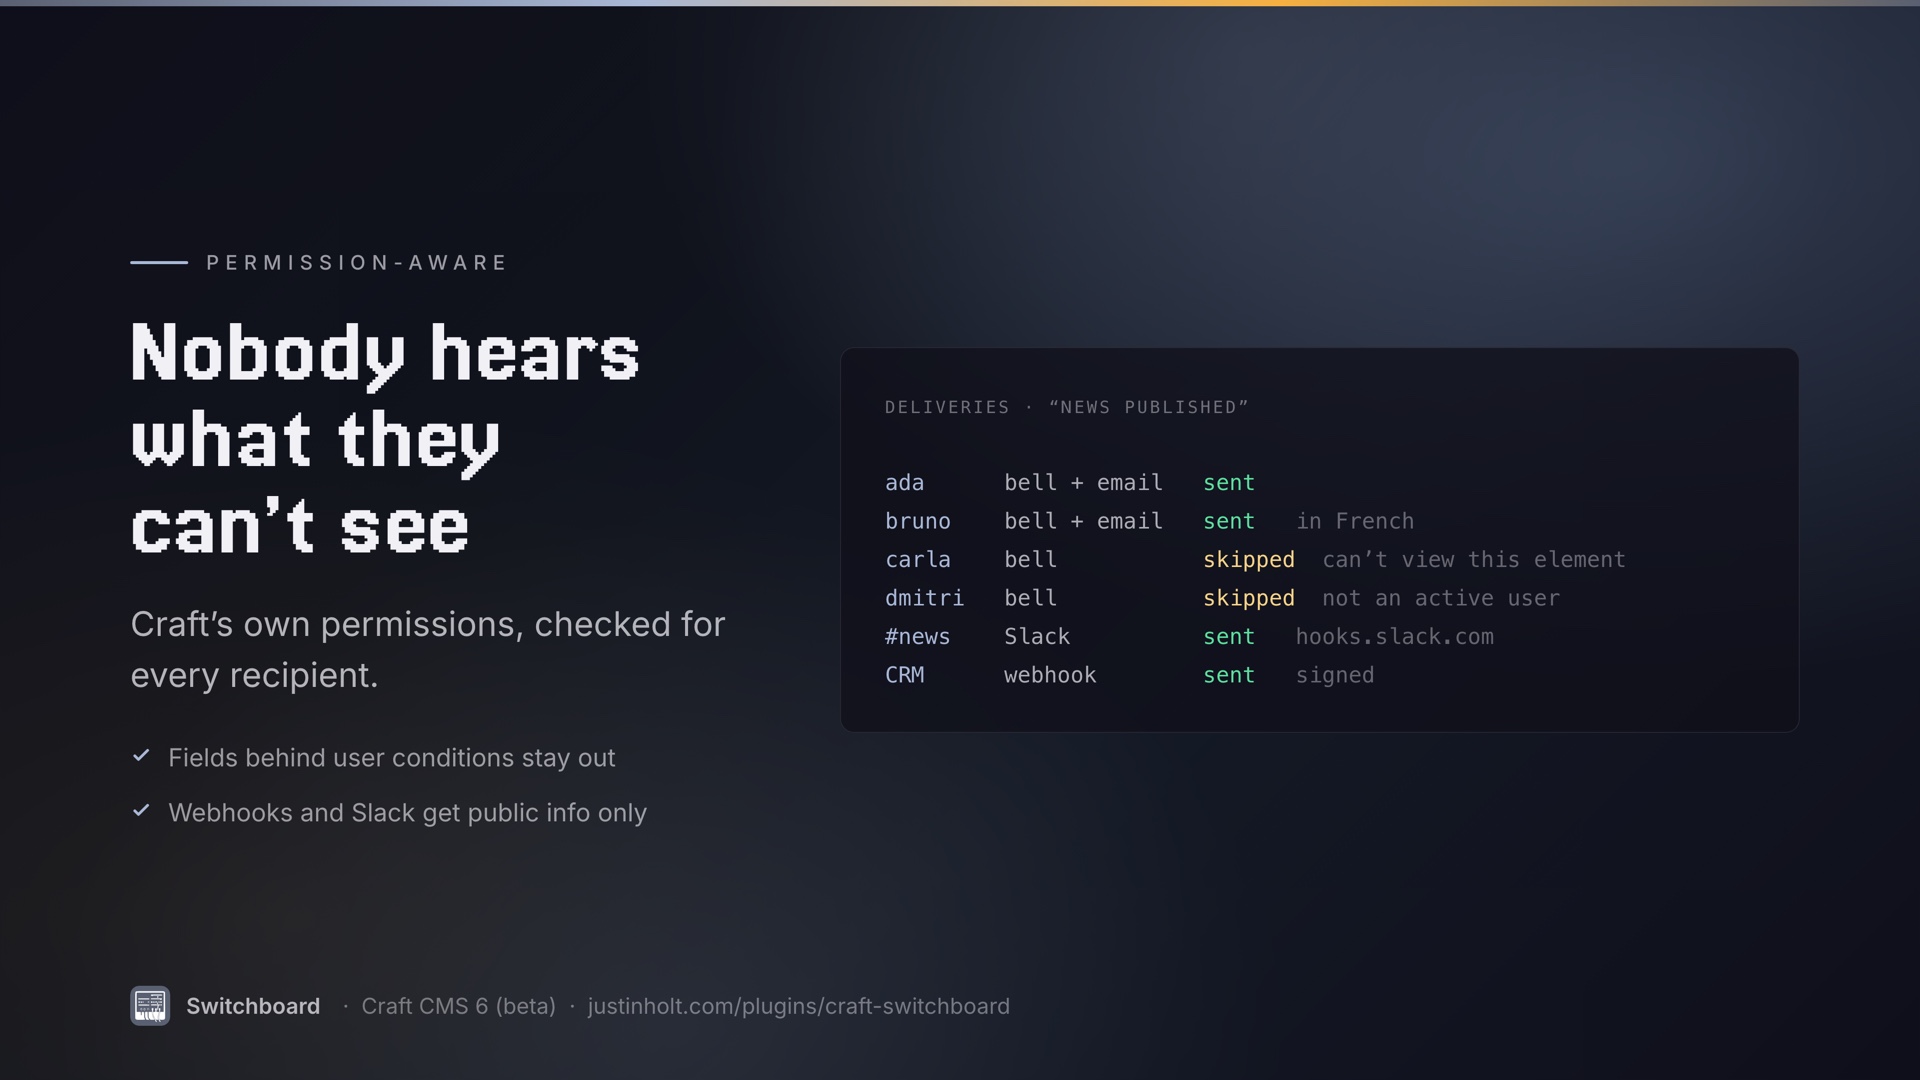 PERMISSION-AWARE
Nobody hears
what they
can’t see
Craft’s own permissions, checked for
every recipient.
Fields behind user conditions stay out
Webhooks and Slack get public info only
DELIVERIES · “NEWS PUBLISHED”
ada bell + email sent
bruno bell + email sent in French
carla bell skipped can’t view this element
dmitri bell skipped not an active user
#news Slack sent hooks.slack.com
CRM webhook sent signed
Switchboard · Craft CMS 6 (beta) · justinholt.com/plugins/craft-switchboard